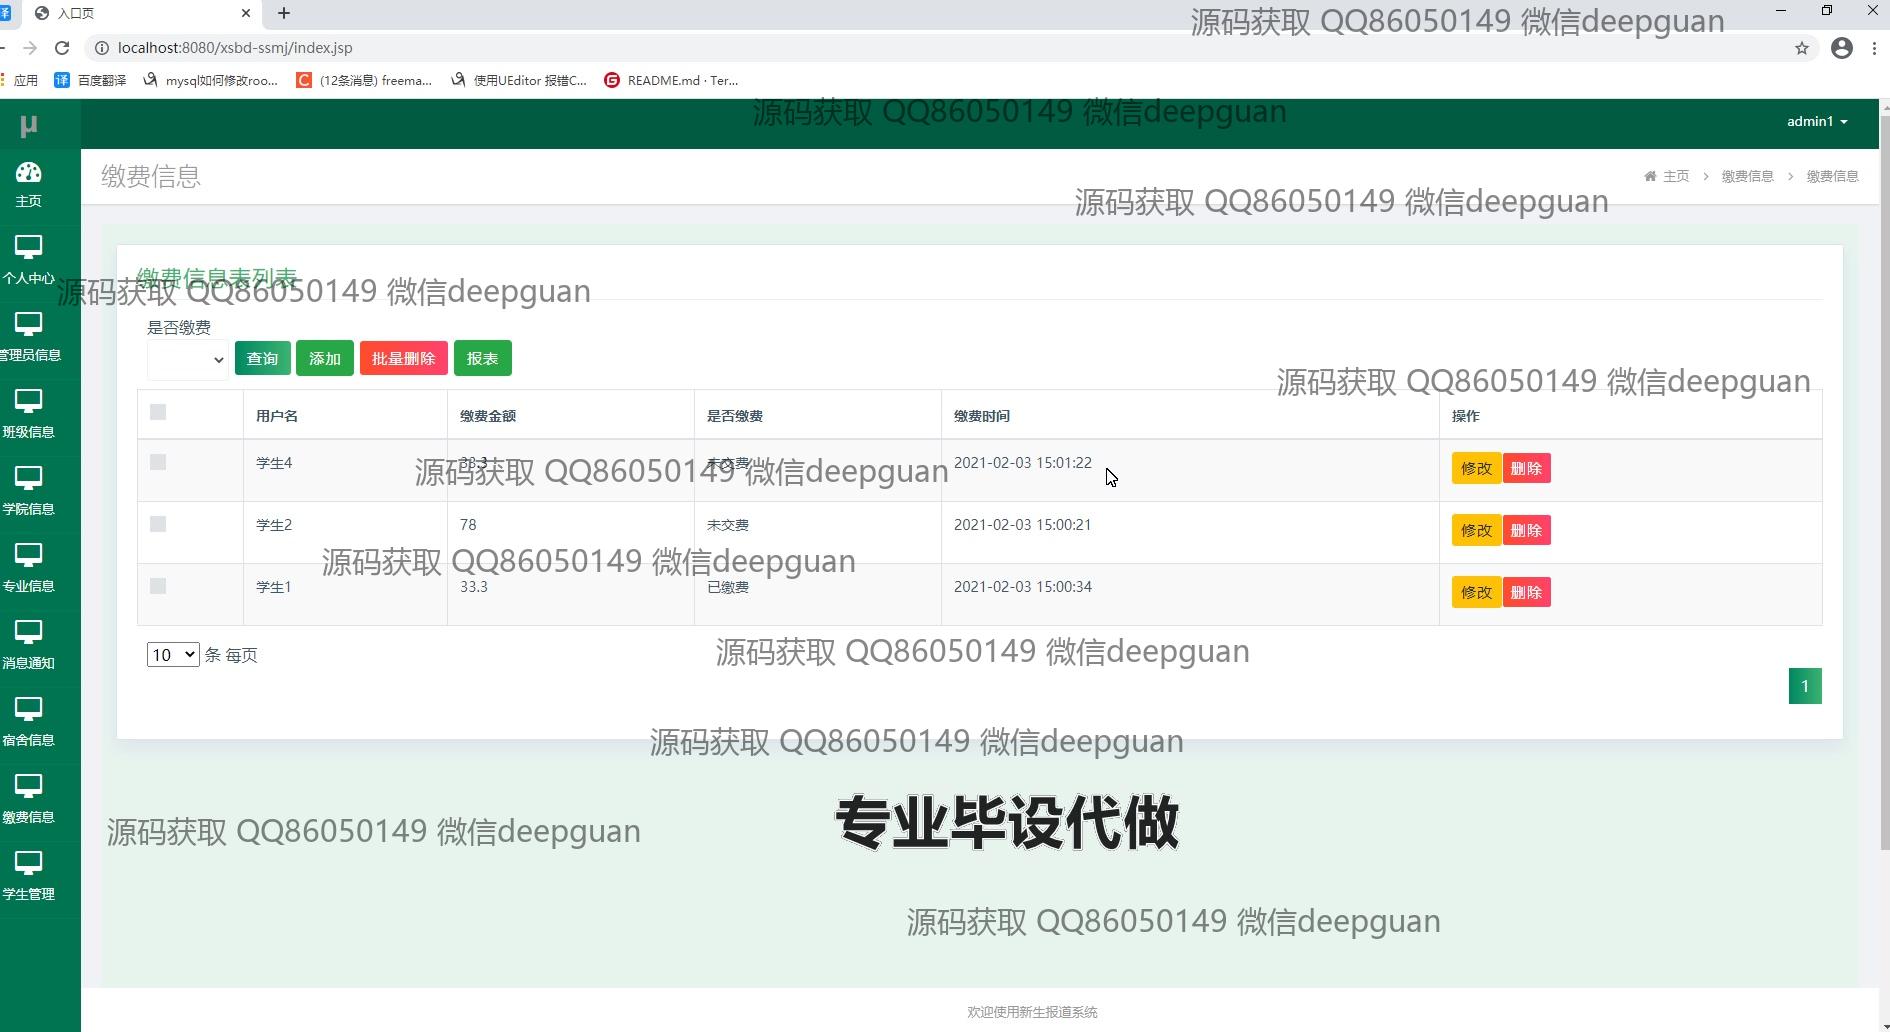 入口页
源码获取 QQ86050149 微信deepguan
localhost:8080/xsbd-ssmj/index.jsp
应用 百度翻译 mysql如何修改roo... (12条消息) freema... 使用UEditor 报错C... README.md · Ter...
源码获取 QQ86050149 微信deepguan
μ admin1
缴费信息 主页 缴费信息 缴费信息
源码获取 QQ86050149 微信deepguan
主页
个人中心
管理员信息
班级信息
学院信息
专业信息
消息通知
宿舍信息
缴费信息
学生管理
缴费信息表列表
源码获取 QQ86050149 微信deepguan
是否缴费
查询 添加 批量删除 报表
源码获取 QQ86050149 微信deepguan
用户名 缴费金额 是否缴费 缴费时间 操作
学生4 33.3 未交费 2021-02-03 15:01:22 修改 删除
源码获取 QQ86050149 微信deepguan
学生2 78 未交费 2021-02-03 15:00:21 修改 删除
源码获取 QQ86050149 微信deepguan
学生1 33.3 已缴费 2021-02-03 15:00:34 修改 删除
10 条 每页
源码获取 QQ86050149 微信deepguan
1
源码获取 QQ86050149 微信deepguan
专业毕设代做
源码获取 QQ86050149 微信deepguan
源码获取 QQ86050149 微信deepguan
欢迎使用新生报道系统